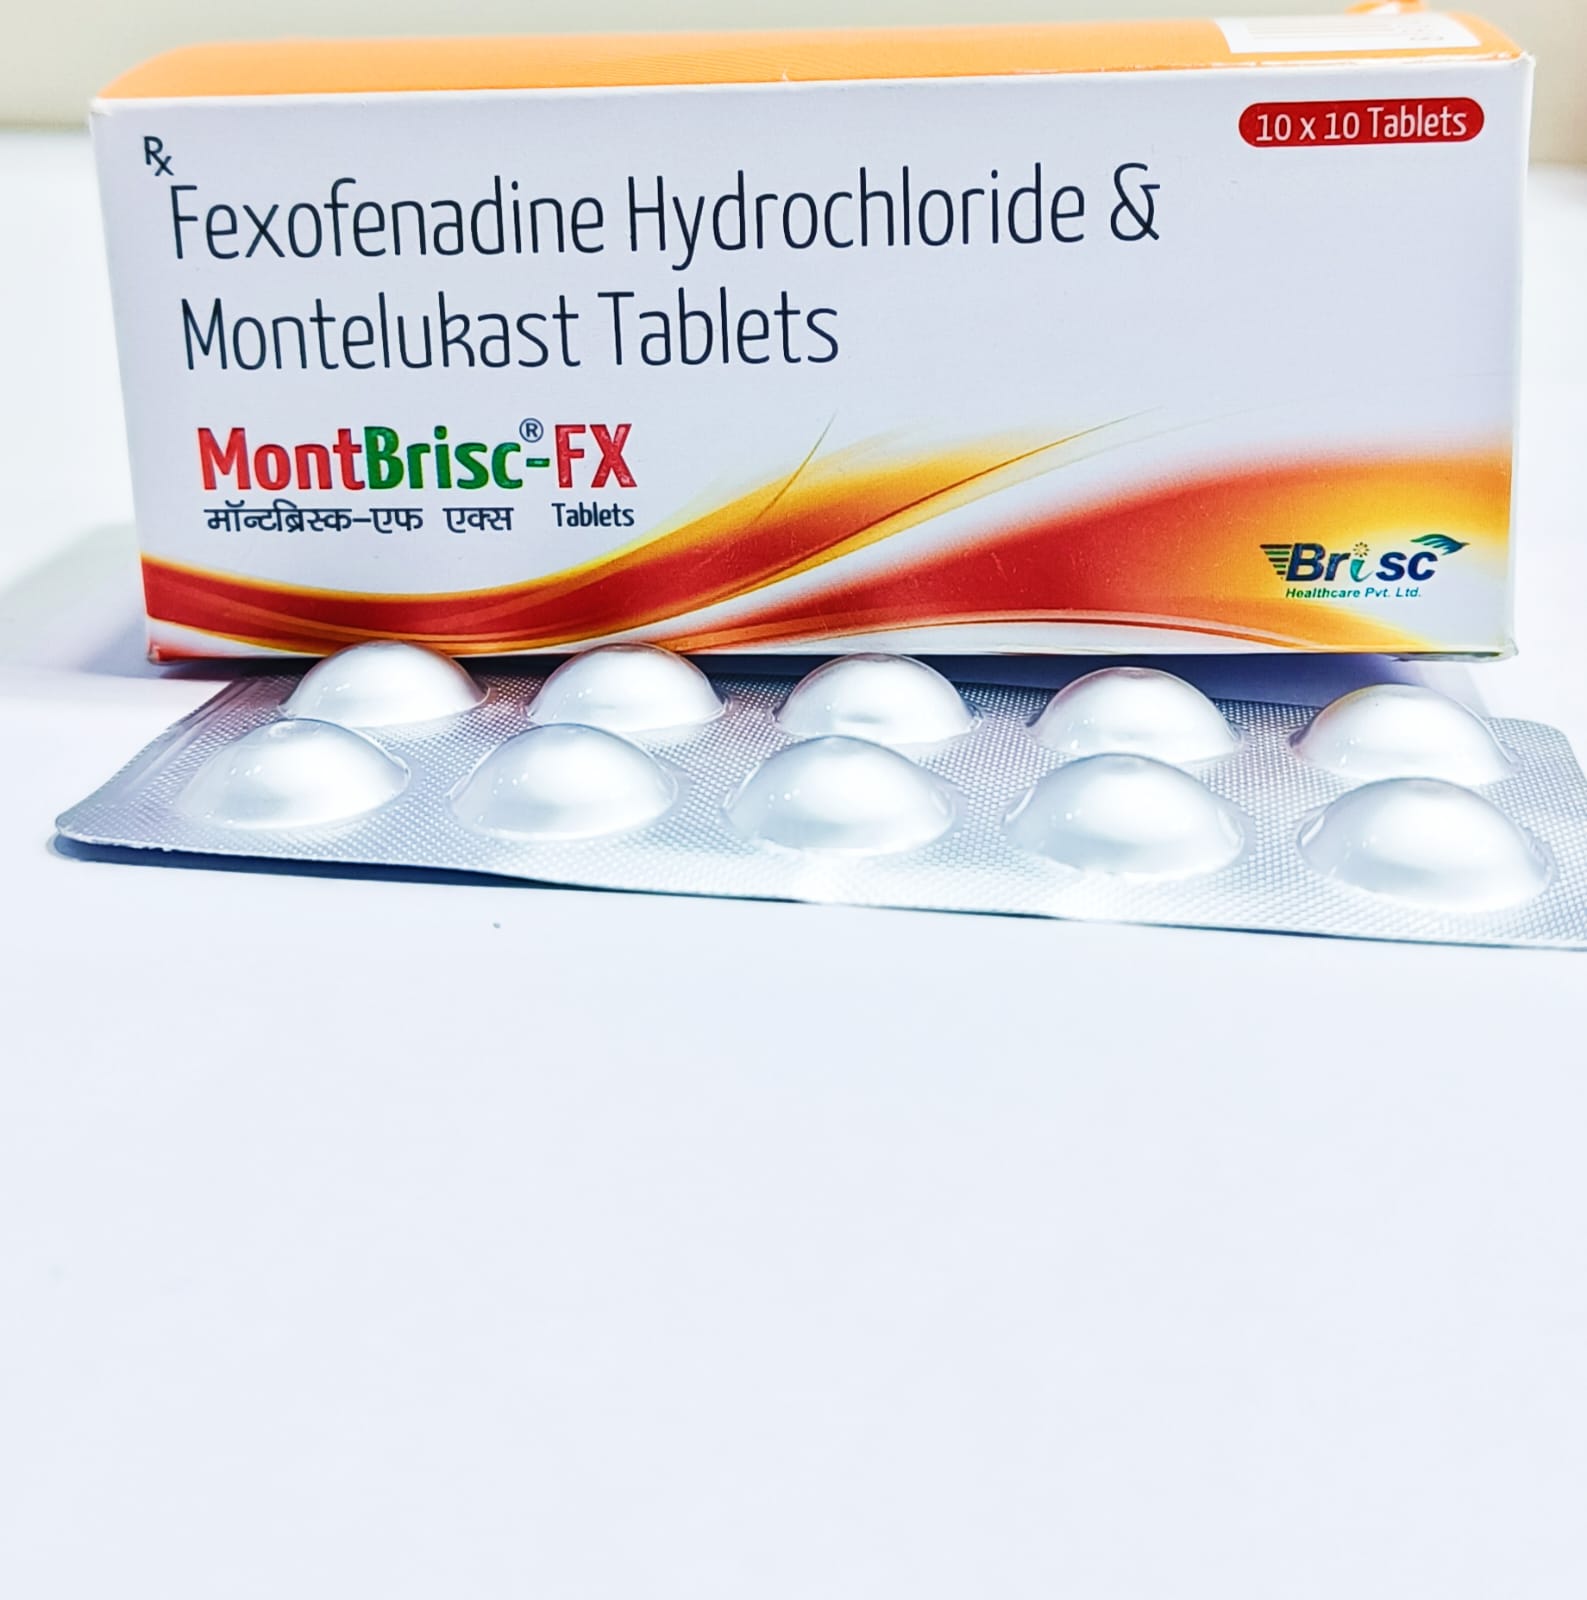 10 x 10 Tablets
Rx
Fexofenadine Hydrochloride &
Montelukast Tablets
MontBrisc®-FX
मॉन्टब्रिस्क-एफ एक्स Tablets
Brisc
Healthcare Pvt. Ltd.